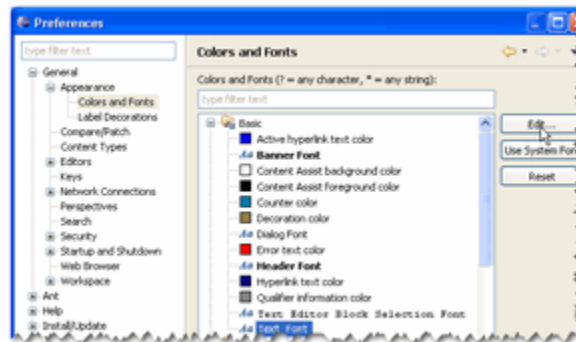 Preferences
type filter text
General
Appearance
Colors and Fonts
Label Decorations
Compare/Patch
Content Types
Editors
Keys
Network Connections
Perspectives
Search
Security
Startup and Shutdown
Web Browser
Workspace
Ant
Help
Install/Update
Colors and Fonts
Colors and Fonts (? = any character, * = any string):
type filter text
Basic
Active hyperlink text color
Banner Font
Content Assist background color
Content Assist foreground color
Counter color
Decoration color
Dialog Font
Error text color
Header Font
Hyperlink text color
Qualifier information color
Text Editor Block Selection Font
Text Font
Edit...
Use System Fon
Reset